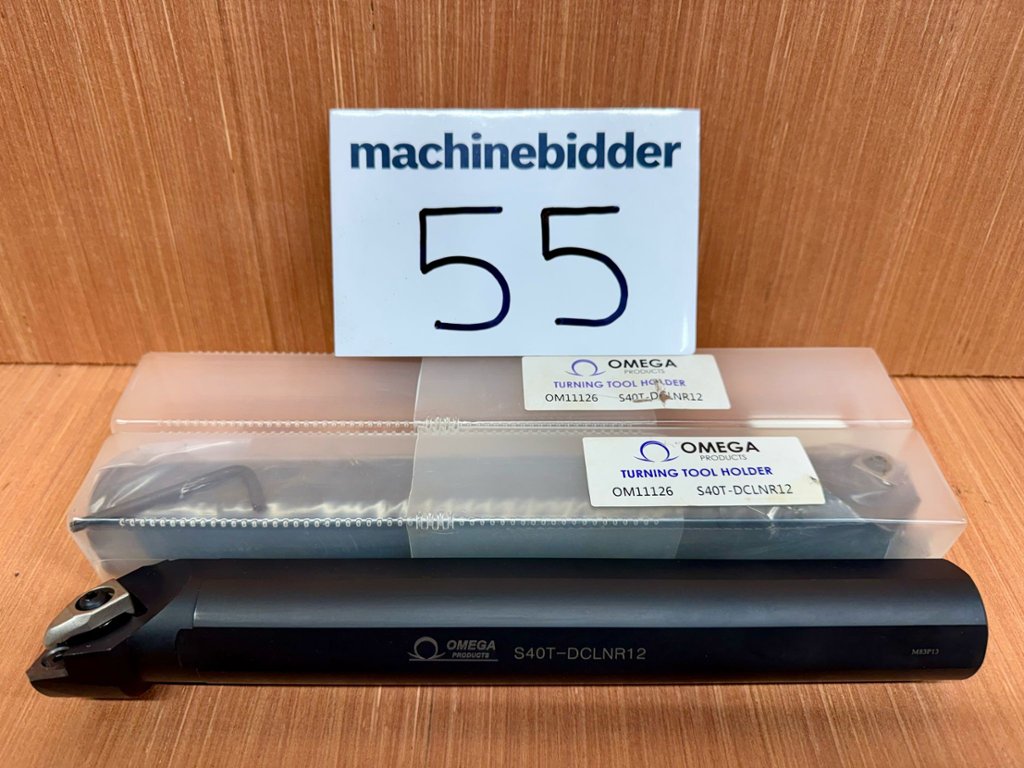 machinebidder
55
OMEGA
PRODUCTS
TURNING TOOL HOLDER
OM11126 S40T-DCLNR12
OMEGA
PRODUCTS
TURNING TOOL HOLDER
OM11126 S40T-DCLNR12
OMEGA
PRODUCTS
S40T-DCLNR12
M83P13